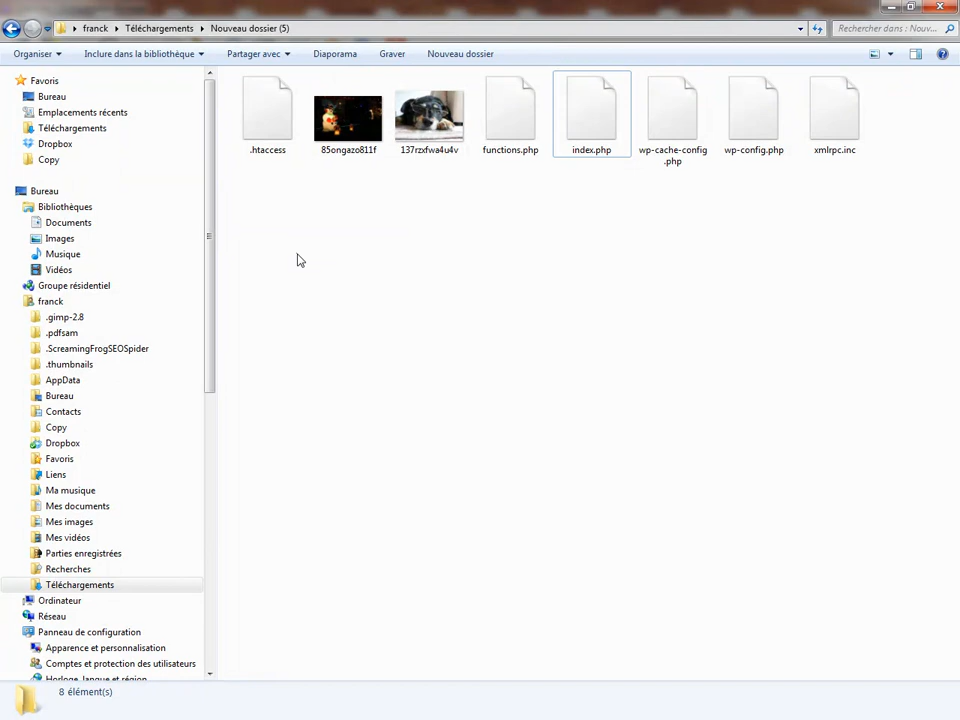 franck
Téléchargements
Nouveau dossier (5)
Rechercher dans : Nouv...
Organiser
Inclure dans la bibliothèque
Partager avec
Diaporama
Graver
Nouveau dossier
Favoris
Bureau
Emplacements récents
Téléchargements
Dropbox
Copy
Bureau
Bibliothèques
Documents
Images
Musique
Vidéos
Groupe résidentiel
franck
.gimp-2.8
.pdfsam
.ScreamingFrogSEOSpider
.thumbnails
AppData
Bureau
Contacts
Copy
Dropbox
Favoris
Liens
Ma musique
Mes documents
Mes images
Mes vidéos
Parties enregistrées
Recherches
Téléchargements
Ordinateur
Réseau
Panneau de configuration
Apparence et personnalisation
Comptes et protection des utilisateurs
Horloge, langue et région
.htaccess
85ongazo811f
137rzxfwa4u4v
functions.php
index.php
wp-cache-config
.php
wp-config.php
xmlrpc.inc
8 élément(s)